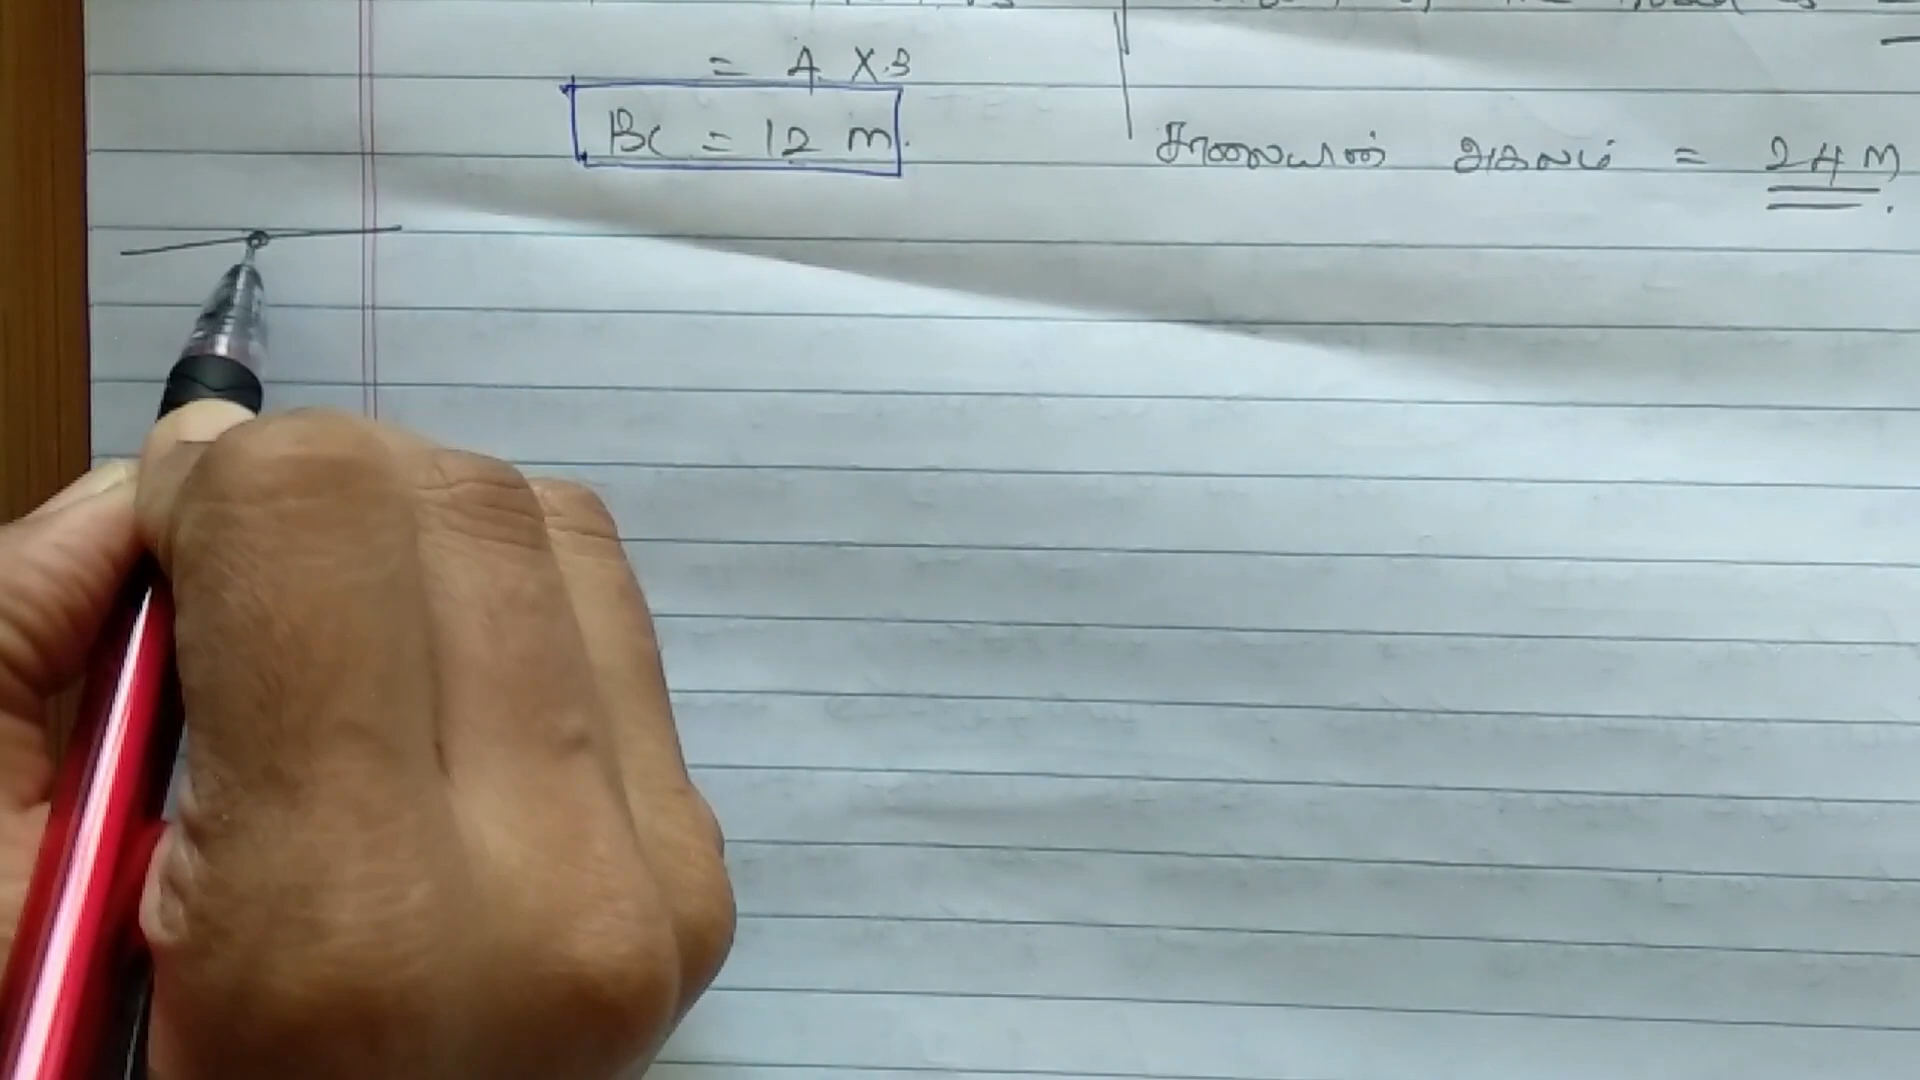 = 4 × 3
BC = 12 m.
சாலையின் அகலம் = 24 m.